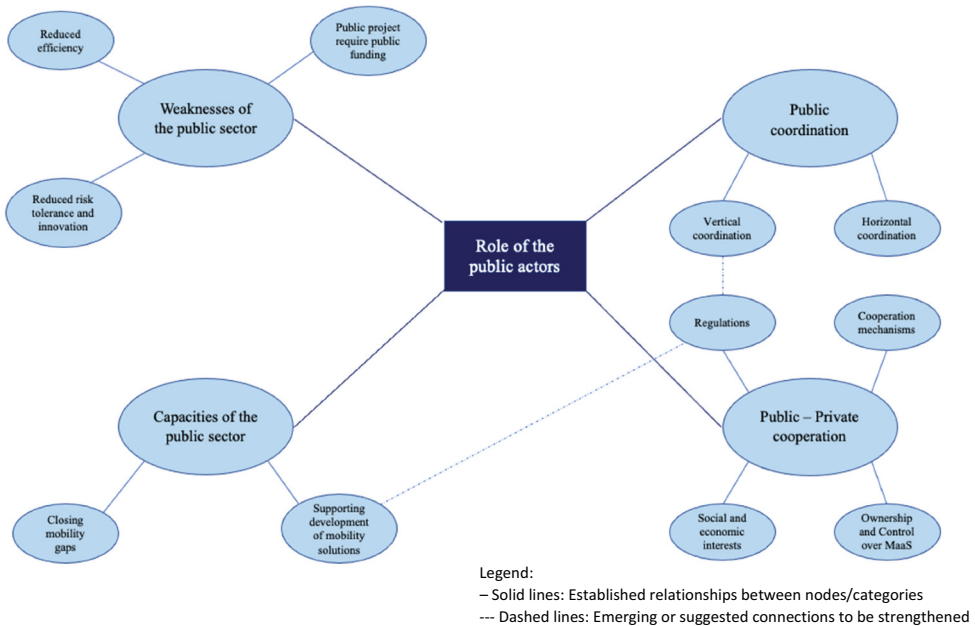 Reduced
efficiency
Public project
require public
funding
Weaknesses of
the public sector
Reduced risk
tolerance and
innovation
Public
coordination
Vertical
coordination
Horizontal
coordination
Role of the
public actors
Regulations
Cooperation
mechanisms
Capacities of the
public sector
Public – Private
cooperation
Closing
mobility
gaps
Supporting
development
of mobility
solutions
Social and
economic
interests
Ownership
and Control
over MaaS
Legend:
– Solid lines: Established relationships between nodes/categories
--- Dashed lines: Emerging or suggested connections to be strengthened